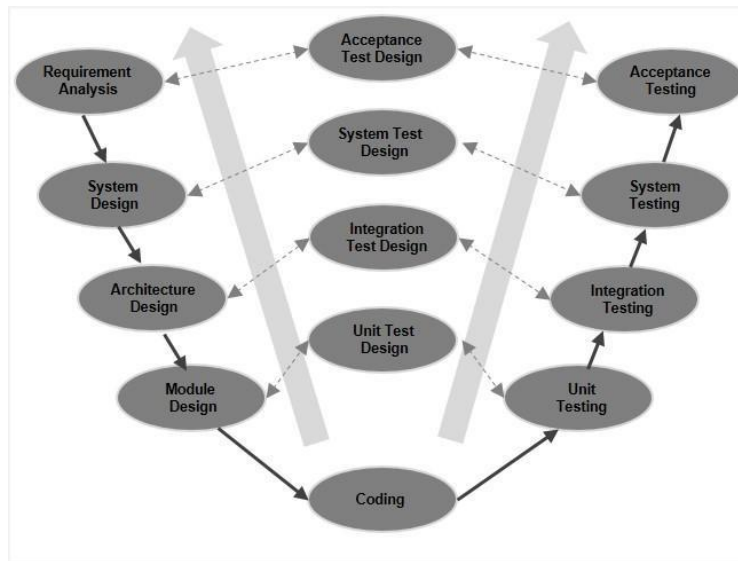 Acceptance
Test Design
Requirement
Analysis
Acceptance
Testing
System Test
Design
System
Design
System
Testing
Integration
Test Design
Architecture
Design
Integration
Testing
Unit Test
Design
Module
Design
Unit
Testing
Coding